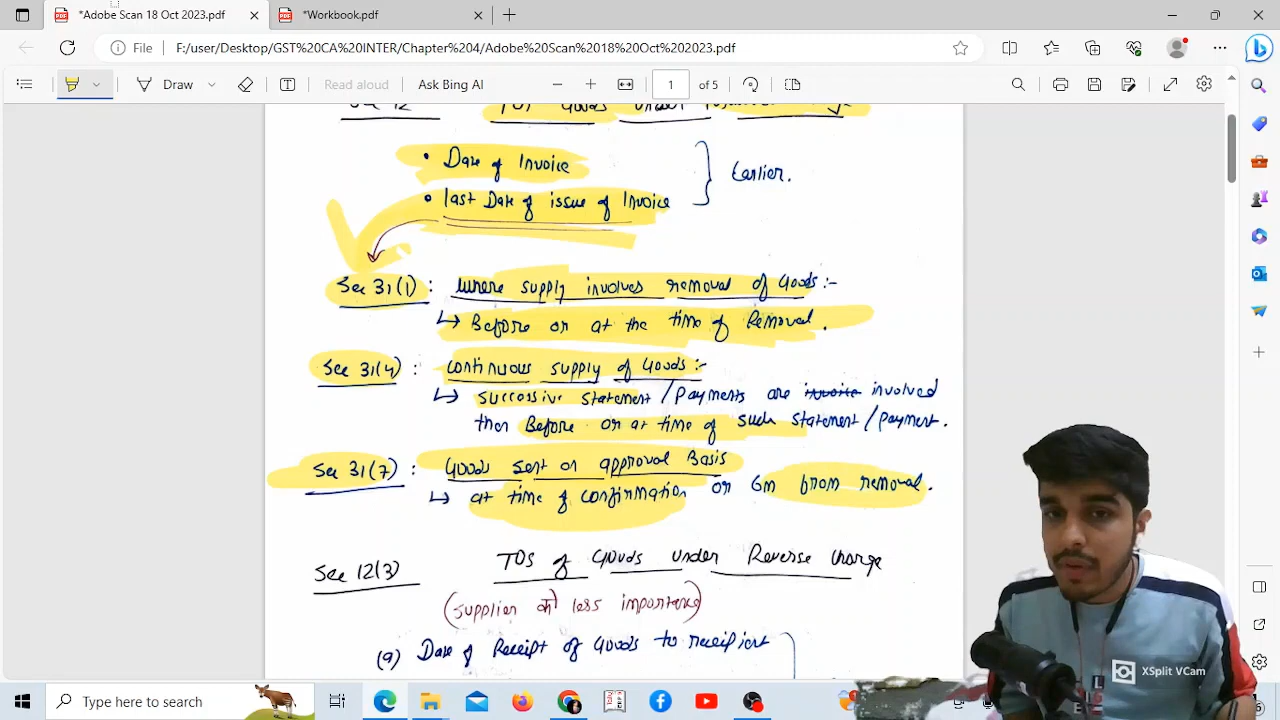 *Adobe Scan 18 Oct 2023.pdf
*Workbook.pdf
File
F:/user/Desktop/GST%20CA%20INTER/Chapter%204/Adobe%20Scan%2018%20Oct%202023.pdf
Draw
Read aloud
Ask Bing AI
1 of 5
Sec 12 TOS Goods under
• Date of Invoice
• last Date of issue of Invoice
Earlier.
Sec 31(1) : Where supply involves removal of Goods:-
↳ Before or at the time of Removal.
Sec 31(4) : Continuous supply of Goods:-
↳ Successive statement/Payments are invoice involved
then Before or at time of such statement/Payment.
Sec 31(7) : Goods sent on approval Basis
↳ at time of confirmation or 6m from removal.
Sec 12(3) TOS of Goods under Reverse charge
(supplier की less importance)
(a) Date of Receipt of Goods to receipient
XSplit VCam
Type here to search